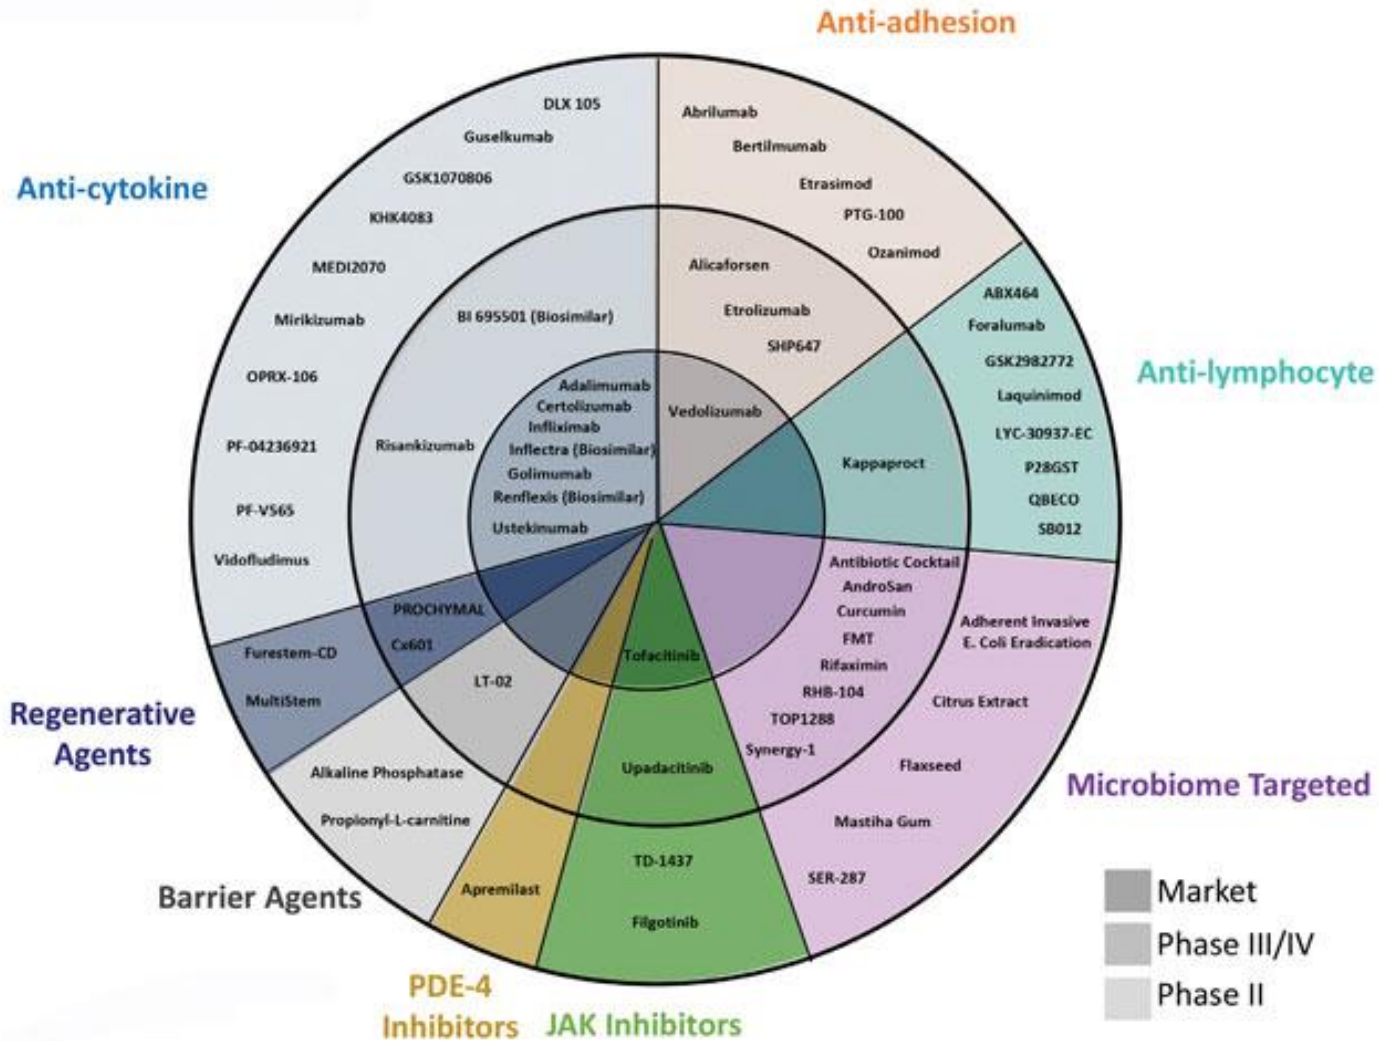 Anti-adhesion
Abrilumab
Bertilmumab
Etrasimod
PTG-100
Ozanimod
Alicaforsen
Etrolizumab
SHP647
Vedolizumab
Anti-lymphocyte
ABX464
Foralumab
GSK2982772
Laquinimod
LYC-30937-EC
P28GST
QBECO
SB012
Kappaproct
Microbiome Targeted
Antibiotic Cocktail
AndroSan
Curcumin
FMT
Rifaximin
RHB-104
TOP1288
Synergy-1
Adherent Invasive
E. Coli Eradication
Citrus Extract
Flaxseed
Mastiha Gum
SER-287
JAK Inhibitors
Tofacitinib
Upadacitinib
TD-1437
Filgotinib
PDE-4
Inhibitors
Apremilast
Barrier Agents
LT-02
Alkaline Phosphatase
Propionyl-L-carnitine
Regenerative
Agents
PROCHYMAL
Cx601
Furestem-CD
MultiStem
Anti-cytokine
DLX 105
Guselkumab
GSK1070806
KHK4083
MEDI2070
Mirikizumab
OPRX-106
PF-04236921
PF-V565
Vidofludimus
BI 695501 (Biosimilar)
Risankizumab
Adalimumab
Certolizumab
Infliximab
Inflectra (Biosimilar)
Golimumab
Renflexis (Biosimilar)
Ustekinumab
Market
Phase III/IV
Phase II